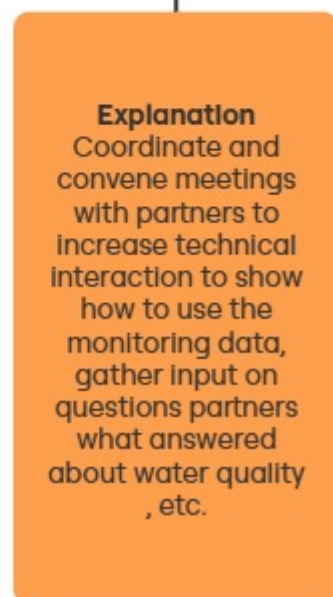 Explanation
Coordinate and
convene meetings
with partners to
increase technical
interaction to show
how to use the
monitoring data,
gather input on
questions partners
what answered
about water quality
, etc.